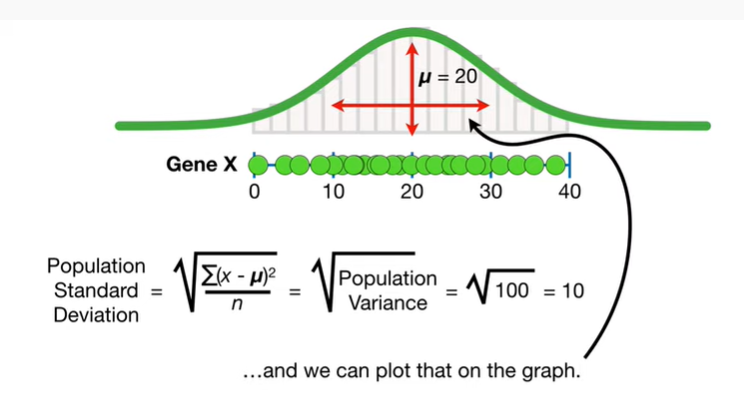 μ = 20
Gene X
0 10 20 30 40
Population
Standard
Deviation
= √ Σ(x - μ)²
n
= √ Population
Variance
= √100 = 10
...and we can plot that on the graph.